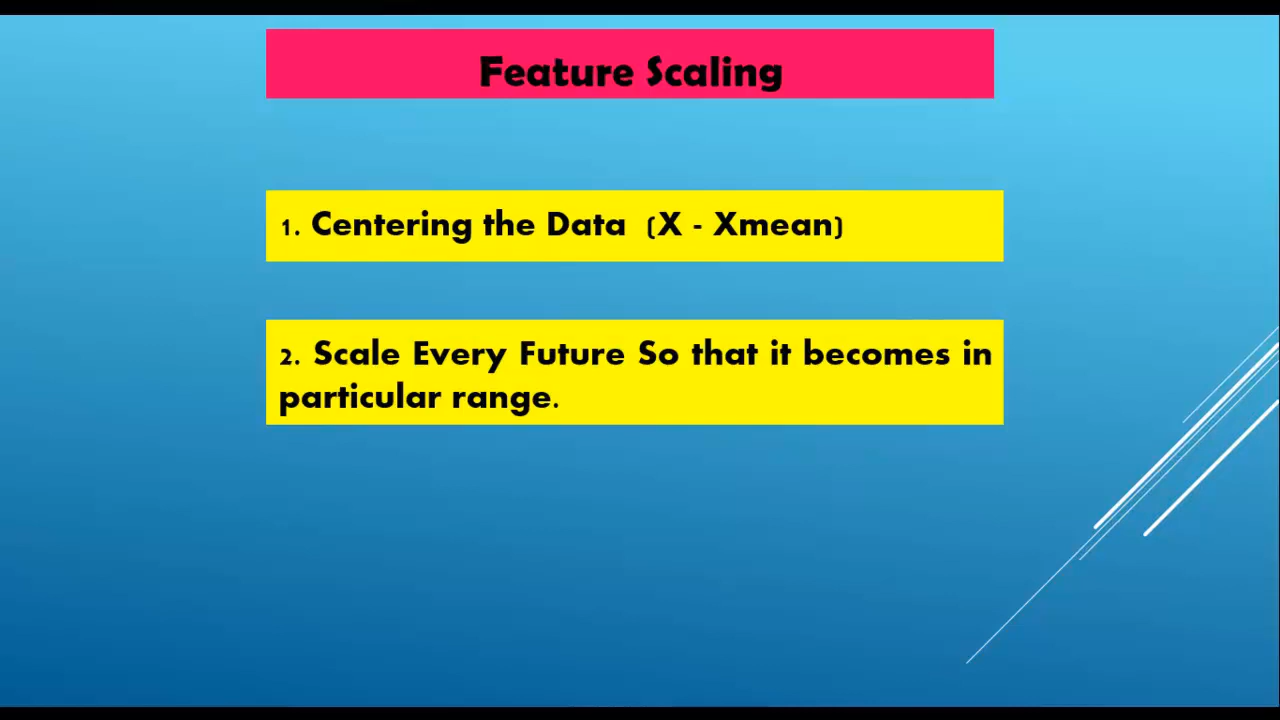 Feature Scaling
1. Centering the Data (X - Xmean)
2. Scale Every Future So that it becomes in
particular range.